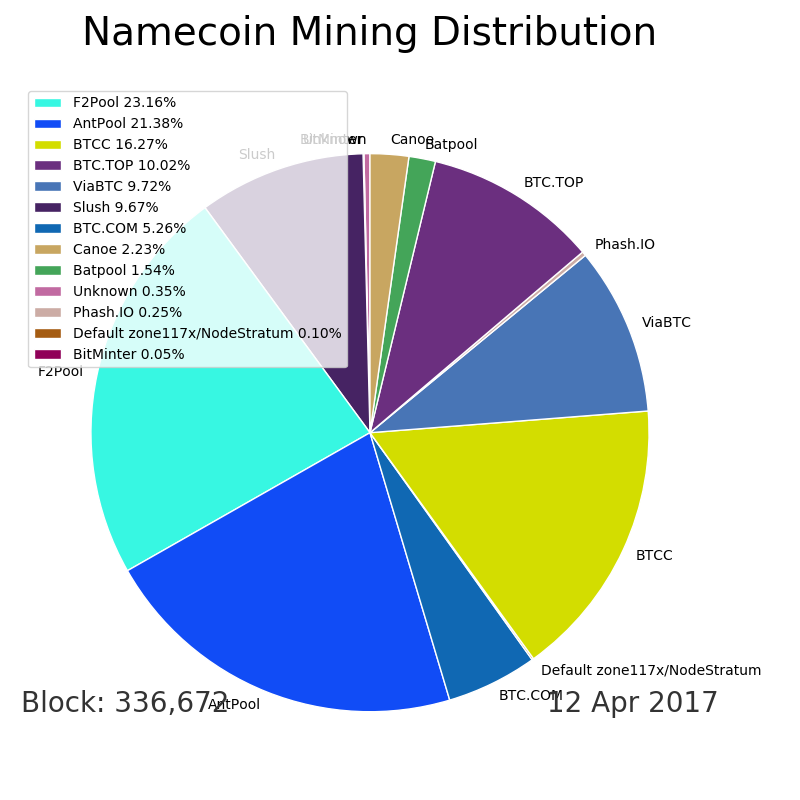 Namecoin Mining Distribution
F2Pool 23.16%
AntPool 21.38%
BTCC 16.27%
BTC.TOP 10.02%
ViaBTC 9.72%
Slush 9.67%
BTC.COM 5.26%
Canoe 2.23%
Batpool 1.54%
Unknown 0.35%
Phash.IO 0.25%
Default zone117x/NodeStratum 0.10%
BitMinter 0.05%
Slush
BitMinter
Unknown
Canoe
Batpool
BTC.TOP
Phash.IO
ViaBTC
F2Pool
BTCC
Default zone117x/NodeStratum
BTC.COM
AntPool
Block: 336,672
12 Apr 2017